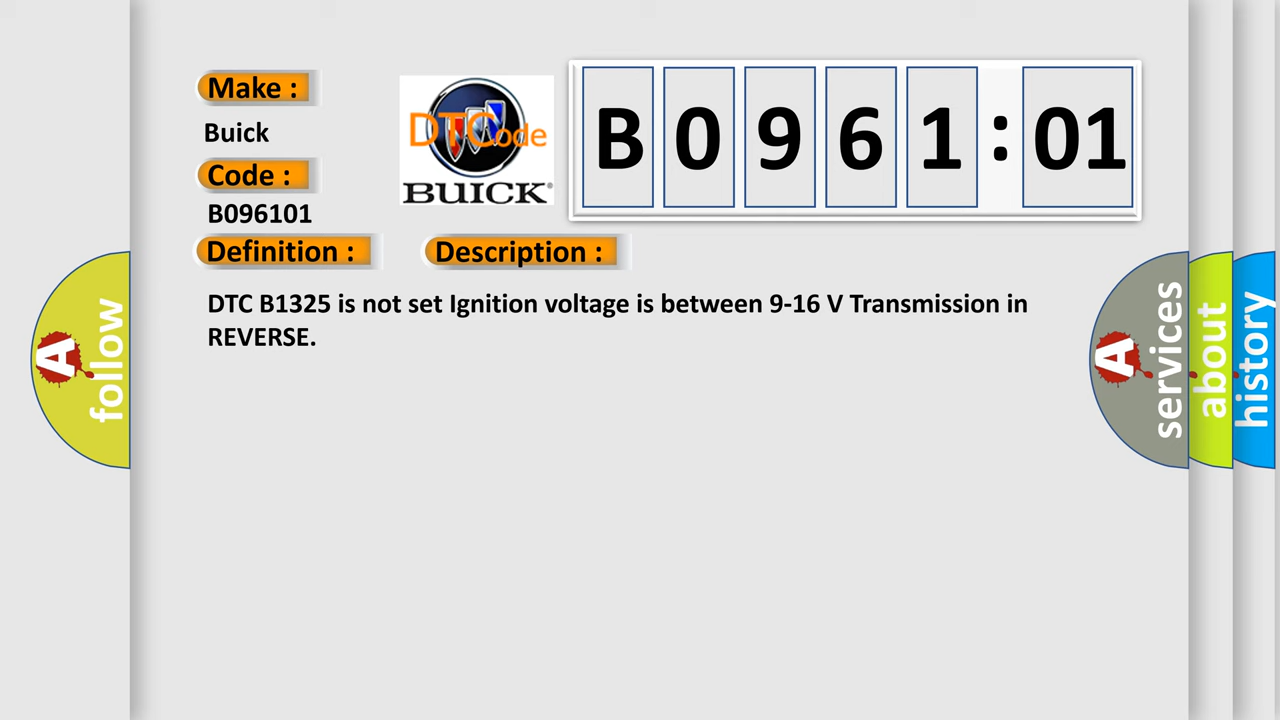 Make :
Buick
Code :
B096101
Definition :
Description :
DTC B1325 is not set Ignition voltage is between 9-16 V Transmission in
REVERSE.
DTCode
BUICK®
B 0 9 6 1 : 01
A
follow
A
services
about
history